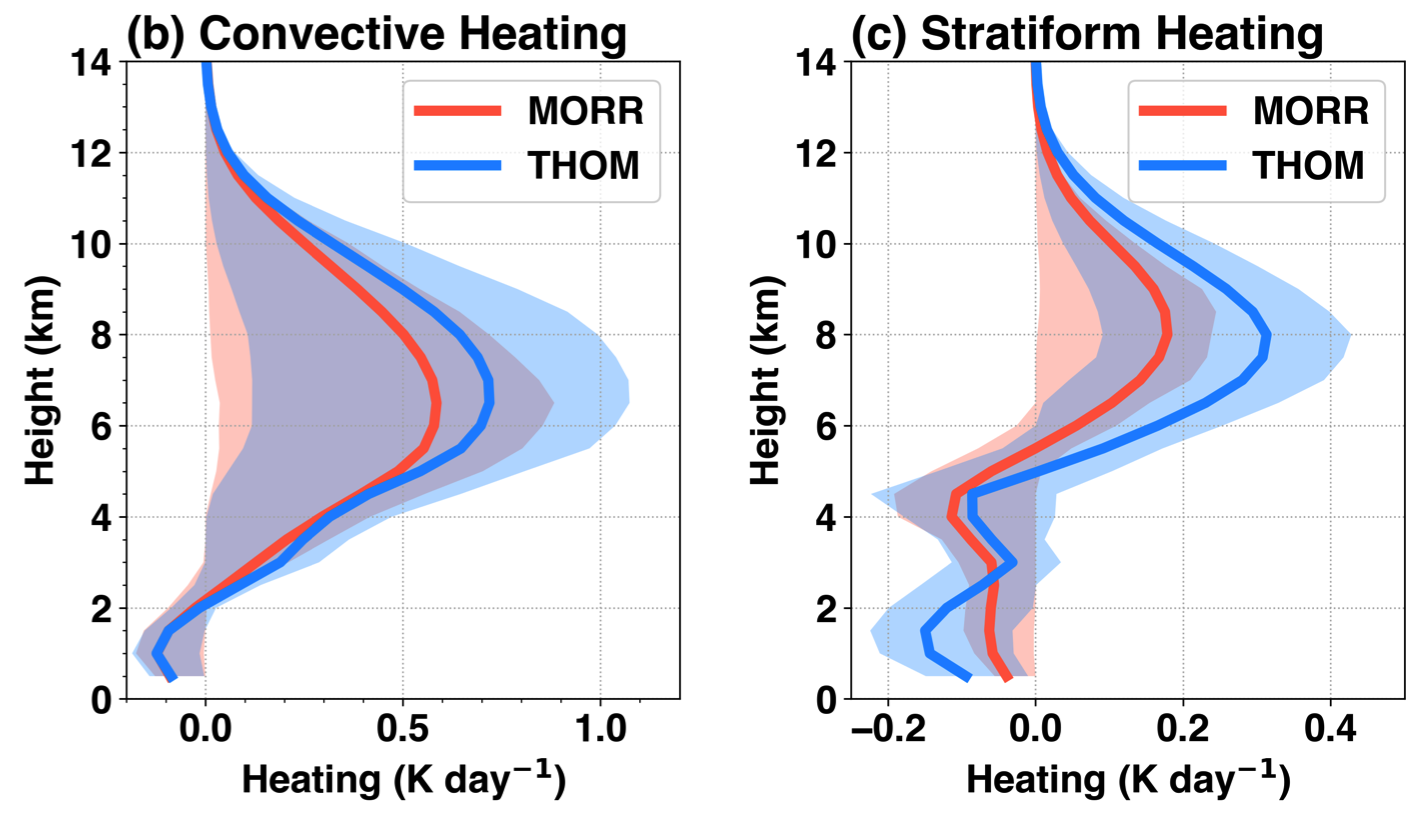 (b) Convective Heating
14
12
10
8
6
4
2
0
Height (km)
MORR
THOM
0.0 0.5 1.0
Heating (K day⁻¹)
(c) Stratiform Heating
14
12
10
8
6
4
2
0
Height (km)
MORR
THOM
−0.2 0.0 0.2 0.4
Heating (K day⁻¹)